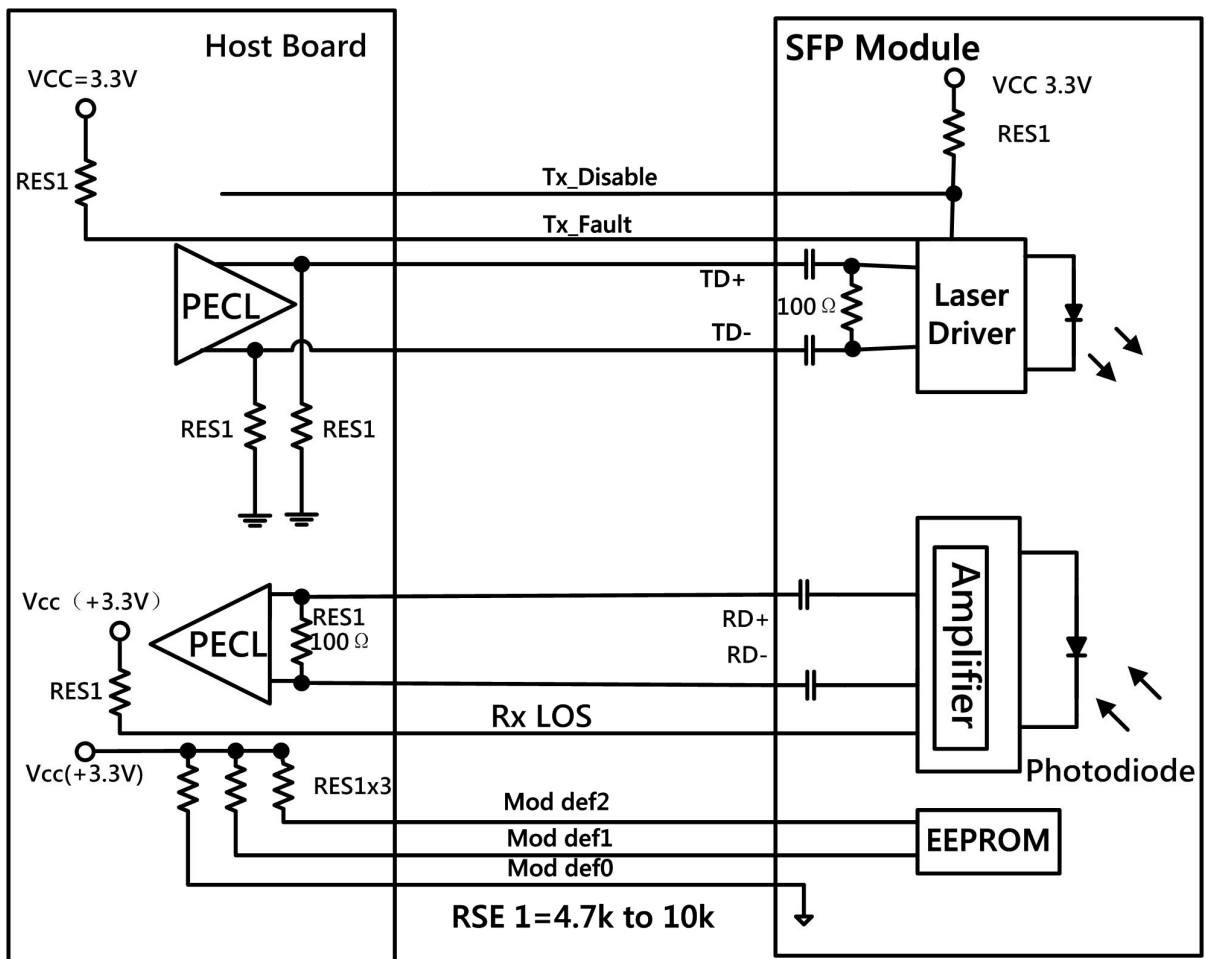 Host Board
SFP Module
VCC=3.3V
VCC 3.3V
RES1
RES1
Tx_Disable
Tx_Fault
PECL
TD+
100Ω
TD-
Laser
Driver
RES1
RES1
Vcc（+3.3V）
PECL
RES1
100Ω
RD+
RD-
Amplifier
RES1
Rx LOS
Vcc(+3.3V)
RES1x3
Photodiode
Mod def2
Mod def1
Mod def0
EEPROM
RSE 1=4.7k to 10k